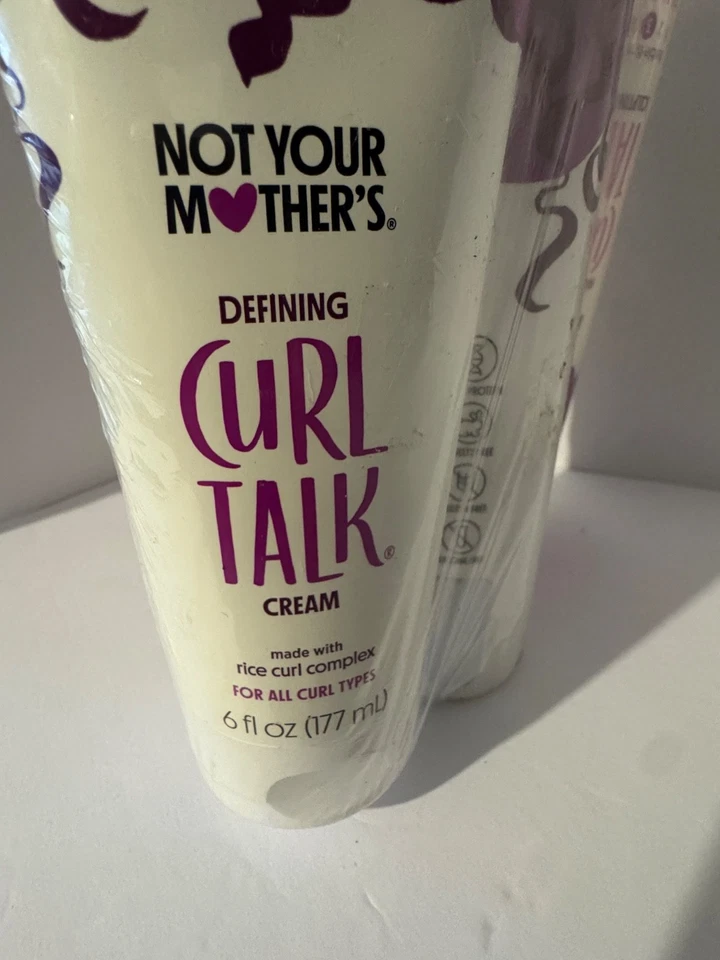 NOT YOUR
MOTHER'S®
DEFINING
CURL
TALK®
CREAM
made with
rice curl complex
FOR ALL CURL TYPES
6 fl oz (177 mL)